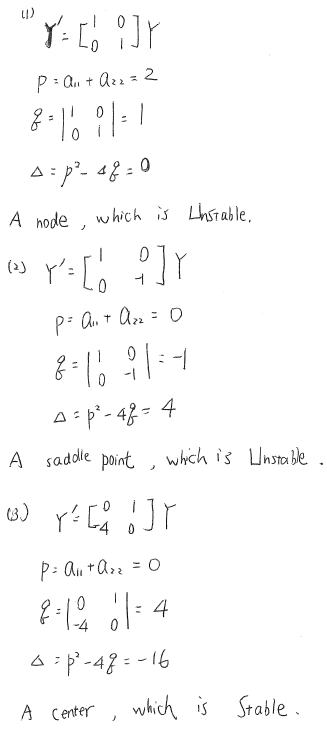 (1)
Y' = [1 0
0 1] Y
p = a₁₁ + a₂₂ = 2
q = |1 0
0 1| = 1
Δ = p² - 4q = 0
A node , which is Unstable.
(2) Y' = [1 0
0 -1] Y
p = a₁₁ + a₂₂ = 0
q = |1 0
0 -1| = -1
Δ = p² - 4q = 4
A saddle point , which is Unstable .
(3) Y' = [0 1
-4 0] Y
p = a₁₁ + a₂₂ = 0
q = |0 1
-4 0| = 4
Δ = p² - 4q = -16
A center , which is Stable .